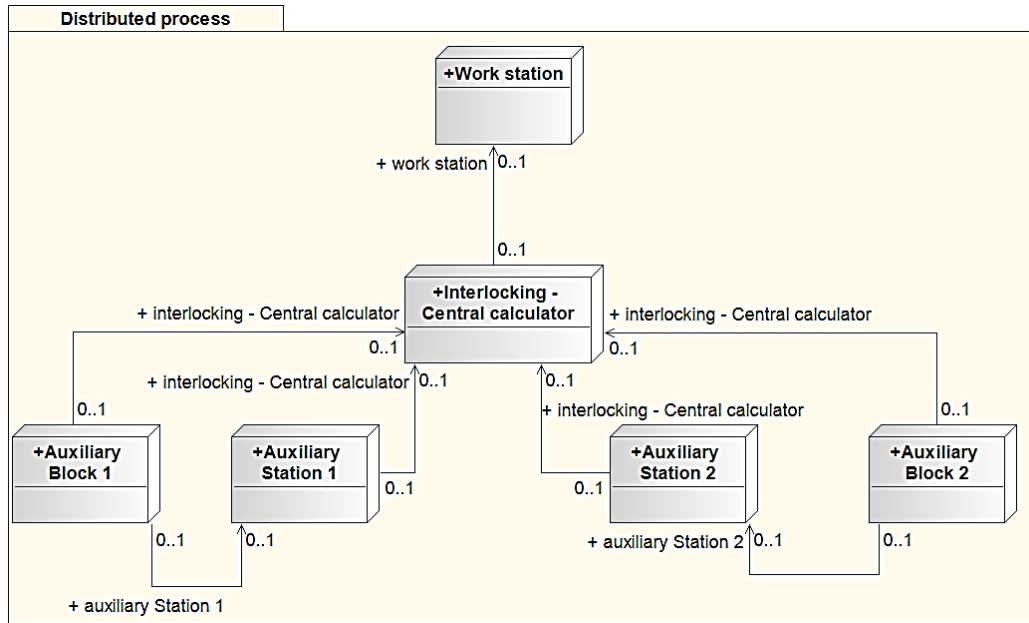 Distributed process
+Work station
+ work station
0..1
0..1
+Interlocking -
Central calculator
+ interlocking - Central calculator
0..1
+ interlocking - Central calculator
0..1
+ interlocking - Central calculator
0..1
0..1
+ interlocking - Central calculator
0..1
0..1
+Auxiliary
Block 1
+Auxiliary
Station 1
+Auxiliary
Station 2
+Auxiliary
Block 2
0..1
0..1
0..1
0..1
+ auxiliary Station 2
0..1
0..1
+ auxiliary Station 1